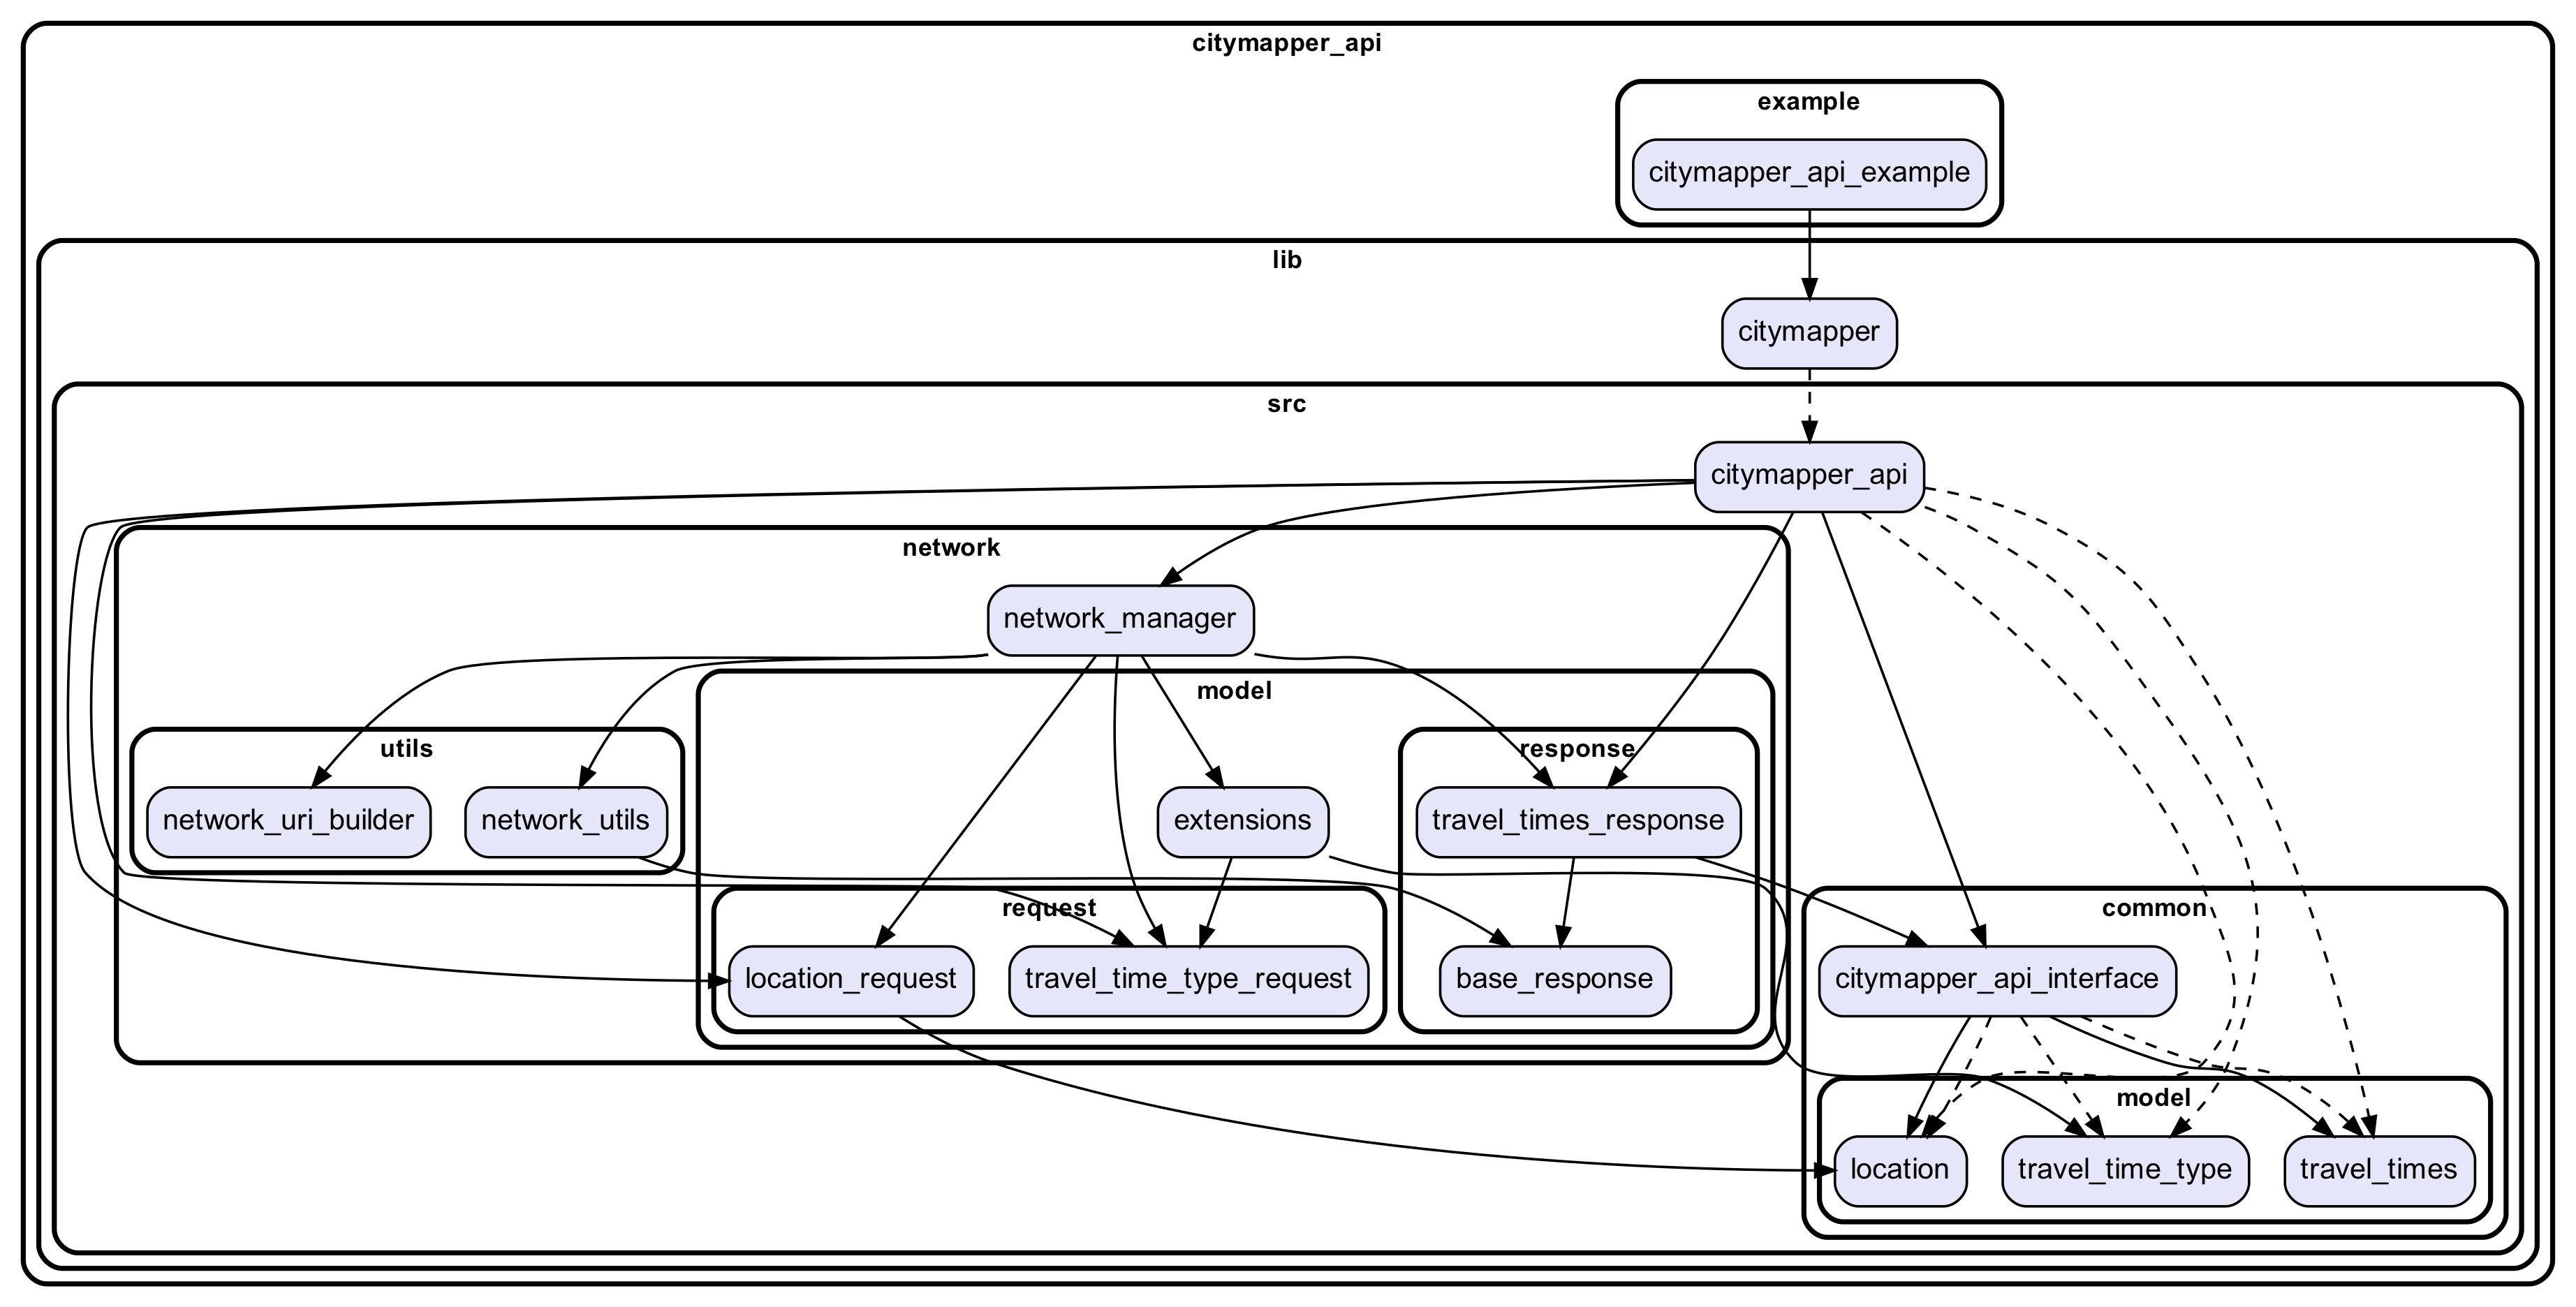 citymapper_api
example
citymapper_api_example
lib
citymapper
src
citymapper_api
network
network_manager
model
utils
response
network_uri_builder
network_utils
extensions
travel_times_response
request
common
location_request
travel_time_type_request
base_response
citymapper_api_interface
model
location
travel_time_type
travel_times